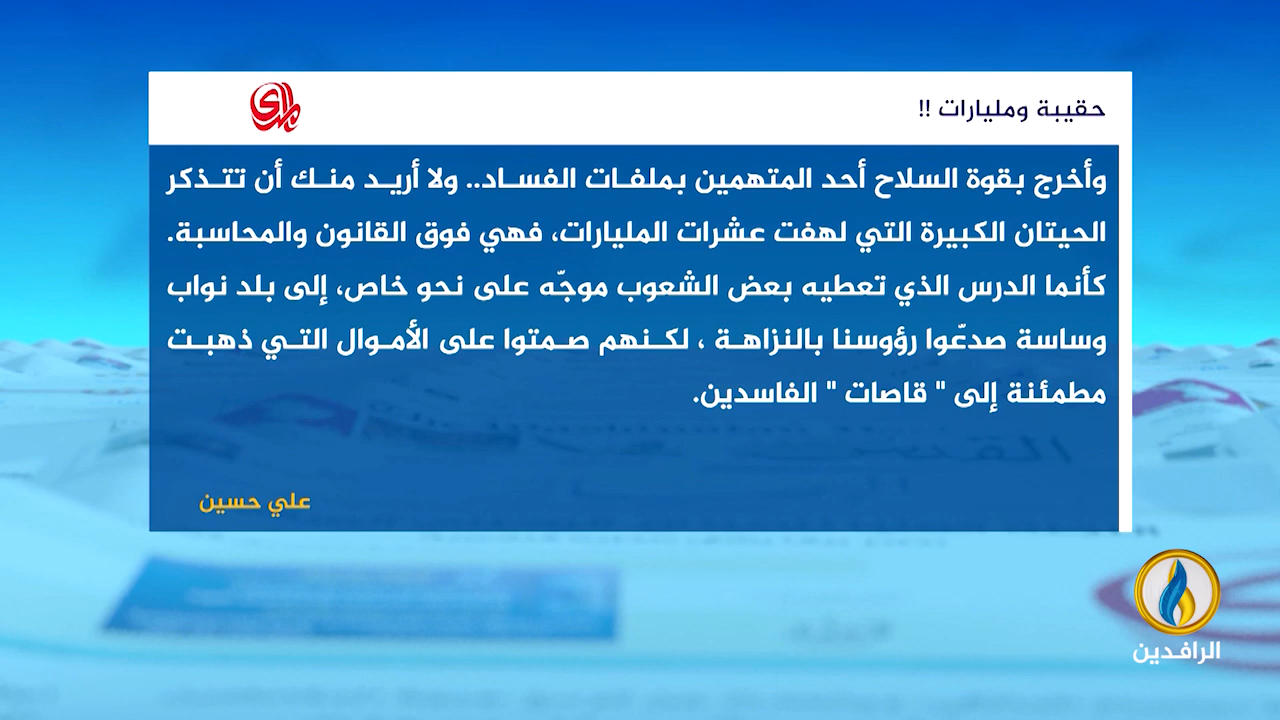 حقيبة ومليارات !!
المدى
وأخرج بقوة السلاح أحد المتهمين بملفات الفساد.. ولا أريد منك أن تتذكر
الحيتان الكبيرة التي لهفت عشرات المليارات، فهي فوق القانون والمحاسبة.
كأنما الدرس الذي تعطيه بعض الشعوب موجّه على نحو خاص، إلى بلد نواب
وساسة صدعّوا رؤوسنا بالنزاهة ، لكنهم صمتوا على الأموال التي ذهبت
مطمئنة إلى " قاصات " الفاسدين.
علي حسين
الرافدين